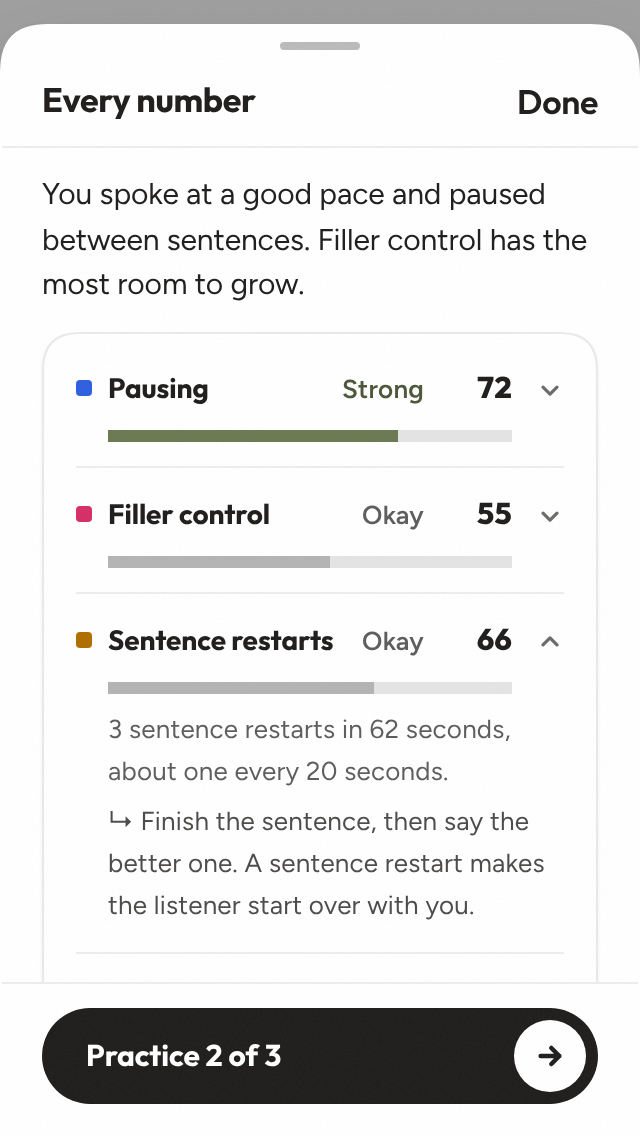 Every number
Done
You spoke at a good pace and paused
between sentences. Filler control has the
most room to grow.
Pausing Strong 72
Filler control Okay 55
Sentence restarts Okay 66
3 sentence restarts in 62 seconds,
about one every 20 seconds.
↳ Finish the sentence, then say the
better one. A sentence restart makes
the listener start over with you.
Practice 2 of 3